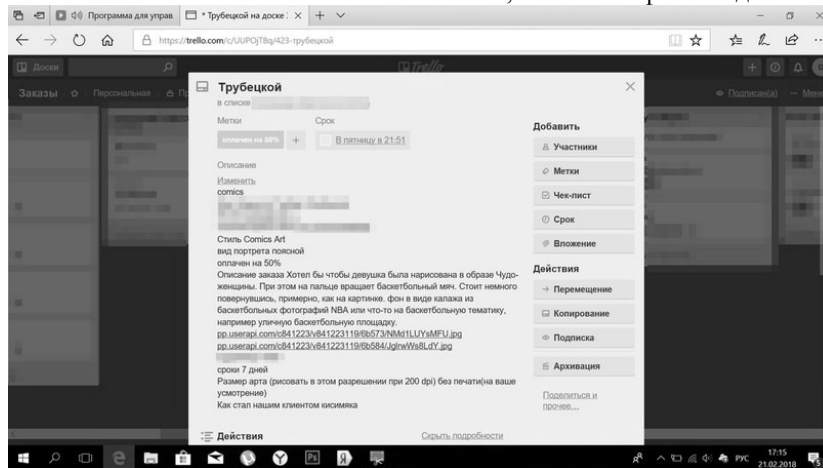 Программа для управ
* Трубецкой на доске
https://trello.com/c/UUPOjT8q/423-трубецкой
Доски
Trello
Заказы
Персональная
Подписан(а)
Трубецкой
в списке
Метки
Срок
оплачен на 50%
В пятницу в 21:51
Описание
Изменить
comics
Стиль Comics Art
вид портрета поясной
оплачен на 50%
Описание заказа Хотел бы чтобы девушка была нарисована в образе Чудо-
женщины. При этом на пальце вращает баскетбольный мяч. Стоит немного
повернувшись, примерно, как на картинке. фон в виде калажа из
баскетбольных фотографий NBA или что-то на баскетбольную тематику,
например уличную баскетбольную площадку.
pp.userapi.com/c841223/v841223119/6b573/NMd1LUYsMFU.jpg
pp.userapi.com/c841223/v841223119/6b584/JgIrwWs8LdY.jpg
сроки 7 дней
Размер арта (рисовать в этом разрешении при 200 dpi) без печати(на ваше
усмотрение)
Как стал нашим клиентом кисимяка
Действия
Скрыть подробности
Добавить
Участники
Метки
Чек-лист
Срок
Вложение
Действия
Перемещение
Копирование
Подписка
Архивация
Поделиться и
прочее...
РУС
17:15
21.02.2018